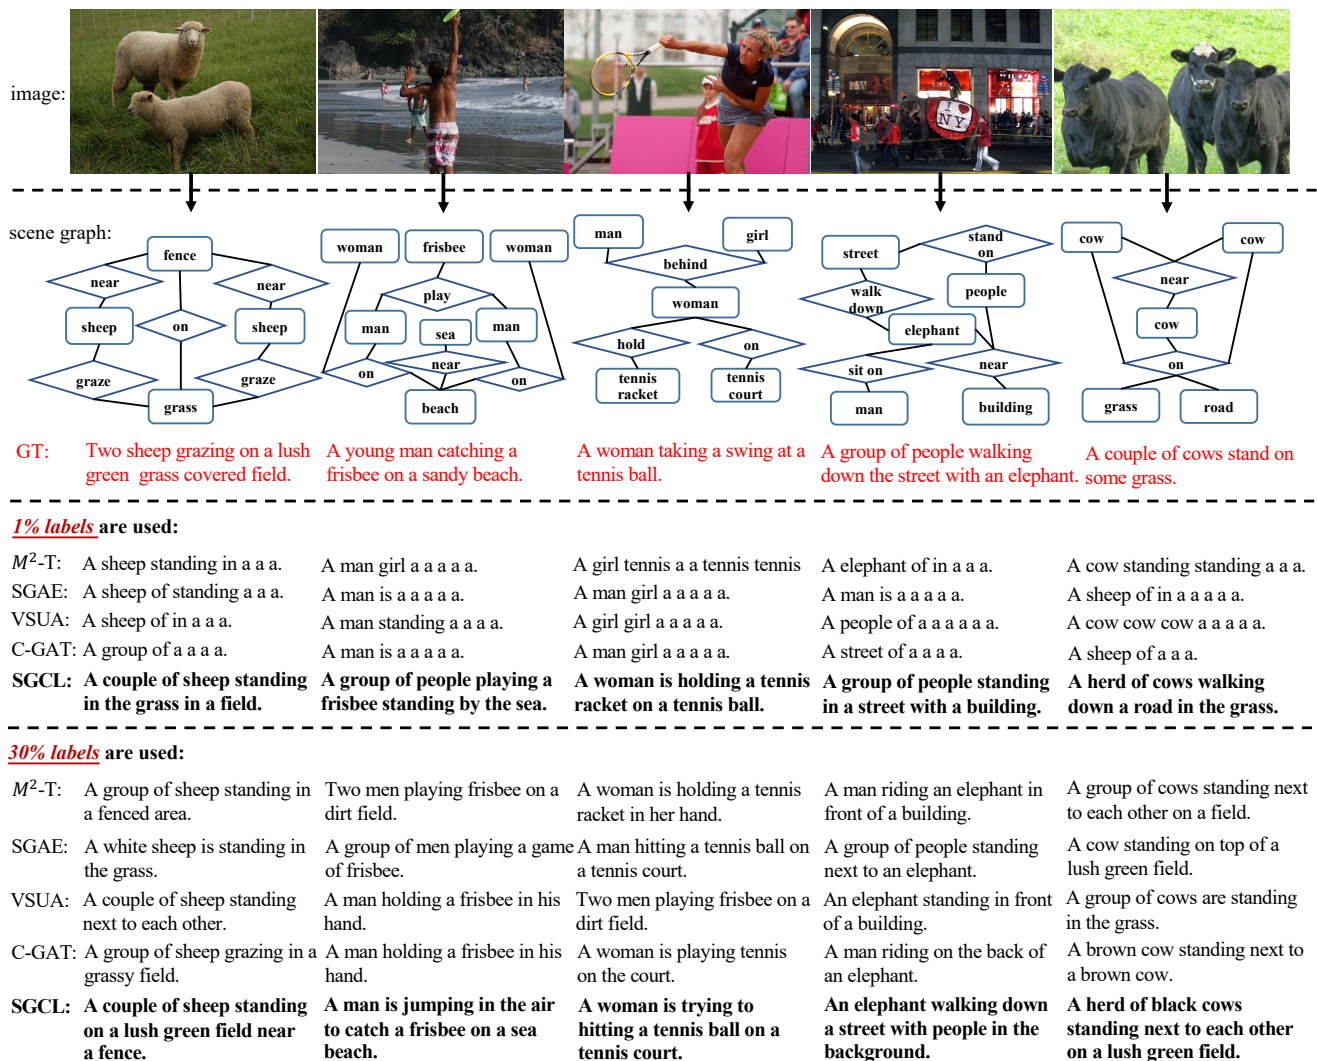 image:
I
NY
scene graph:
fence
near
near
sheep
on
sheep
graze
graze
grass
woman
frisbee
woman
play
man
sea
man
near
on
on
beach
man
girl
behind
woman
hold
on
tennis
racket
tennis
court
stand
on
street
walk
down
people
elephant
sit on
near
man
building
cow
cow
near
cow
on
grass
road
GT:
Two sheep grazing on a lush
green grass covered field.
A young man catching a
frisbee on a sandy beach.
A woman taking a swing at a
tennis ball.
A group of people walking
down the street with an elephant.
A couple of cows stand on
some grass.
1% labels are used:
M²-T: A sheep standing in a a a. A man girl a a a a a. A girl tennis a a tennis tennis A elephant of in a a a. A cow standing standing a a a.
SGAE: A sheep of standing a a a. A man is a a a a a. A man girl a a a a a. A man is a a a a a. A sheep of in a a a a a.
VSUA: A sheep of in a a a. A man standing a a a a. A girl girl a a a a a. A people of a a a a a a. A cow cow cow a a a a a.
C-GAT: A group of a a a a. A man is a a a a a. A man girl a a a a a. A street of a a a a. A sheep of a a a.
SGCL: A couple of sheep standing
in the grass in a field.
A group of people playing a
frisbee standing by the sea.
A woman is holding a tennis
racket on a tennis ball.
A group of people standing
in a street with a building.
A herd of cows walking
down a road in the grass.
30% labels are used:
M²-T: A group of sheep standing in
a fenced area.
Two men playing frisbee on a
dirt field.
A woman is holding a tennis
racket in her hand.
A man riding an elephant in
front of a building.
A group of cows standing next
to each other on a field.
SGAE: A white sheep is standing in
the grass.
A group of men playing a game
of frisbee.
A man hitting a tennis ball on
a tennis court.
A group of people standing
next to an elephant.
A cow standing on top of a
lush green field.
VSUA: A couple of sheep standing
next to each other.
A man holding a frisbee in his
hand.
Two men playing frisbee on a
dirt field.
An elephant standing in front
of a building.
A group of cows are standing
in the grass.
C-GAT: A group of sheep grazing in a
grassy field.
A man holding a frisbee in his
hand.
A woman is playing tennis
on the court.
A man riding on the back of
an elephant.
A brown cow standing next to
a brown cow.
SGCL: A couple of sheep standing
on a lush green field near
a fence.
A man is jumping in the air
to catch a frisbee on a sea
beach.
A woman is trying to
hitting a tennis ball on a
tennis court.
An elephant walking down
a street with people in the
background.
A herd of black cows
standing next to each other
on a lush green field.